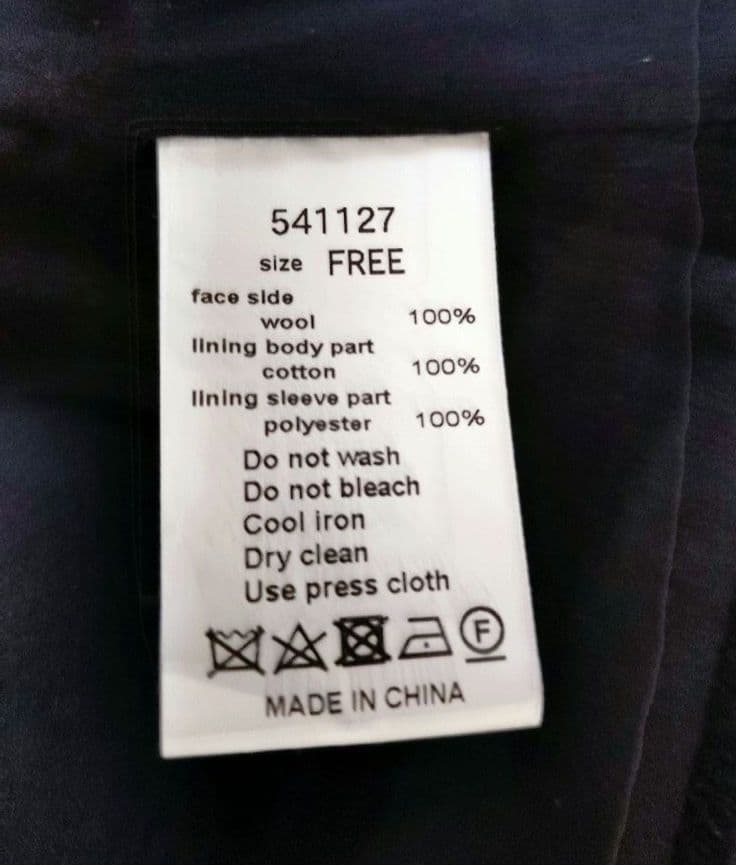 541127
size FREE
face side
wool 100%
lining body part
cotton 100%
lining sleeve part
polyester 100%
Do not wash
Do not bleach
Cool iron
Dry clean
Use press cloth
F
MADE IN CHINA